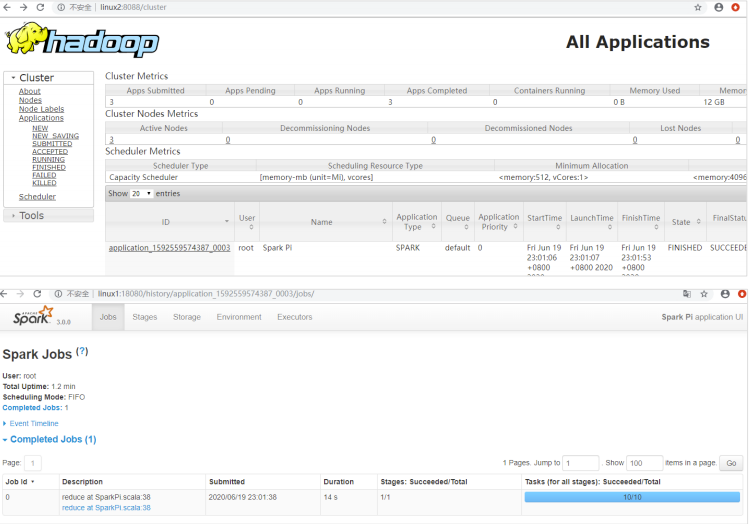 不安全 | linux2:8088/cluster
hadoop
All Applications
Cluster
About
Nodes
Node Labels
Applications
NEW
NEW_SAVING
SUBMITTED
ACCEPTED
RUNNING
FINISHED
FAILED
KILLED
Scheduler
Tools
Cluster Metrics
Apps Submitted Apps Pending Apps Running Apps Completed Containers Running Memory Used Memor
3 0 0 3 0 0 B 12 GB
Cluster Nodes Metrics
Active Nodes Decommissioning Nodes Decommissioned Nodes Lost Nodes
3 0 0 0 0
Scheduler Metrics
Scheduler Type Scheduling Resource Type Minimum Allocation
Capacity Scheduler [memory-mb (unit=Mi), vcores] <memory:512, vCores:1> <memory:4096
Show 20 entries
ID User Name Application Type Queue Application Priority StartTime LaunchTime FinishTime State FinalStatu
application_1592559574387_0003 root Spark Pi SPARK default 0 Fri Jun 19 Fri Jun 19 Fri Jun 19 FINISHED SUCCEEDE
23:01:06 23:01:07 23:01:53
+0800 +0800 2020 +0800
不安全 | linux1:18080/history/application_1592559574387_0003/jobs/
APACHE Spark 3.0.0 Jobs Stages Storage Environment Executors Spark Pi application UI
Spark Jobs (?)
User: root
Total Uptime: 1.2 min
Scheduling Mode: FIFO
Completed Jobs: 1
Event Timeline
Completed Jobs (1)
Page: 1 1 Pages. Jump to 1 . Show 100 items in a page. Go
Job Id Description Submitted Duration Stages: Succeeded/Total Tasks (for all stages): Succeeded/Total
0 reduce at SparkPi.scala:38 2020/06/19 23:01:38 14 s 1/1 10/10
reduce at SparkPi.scala:38